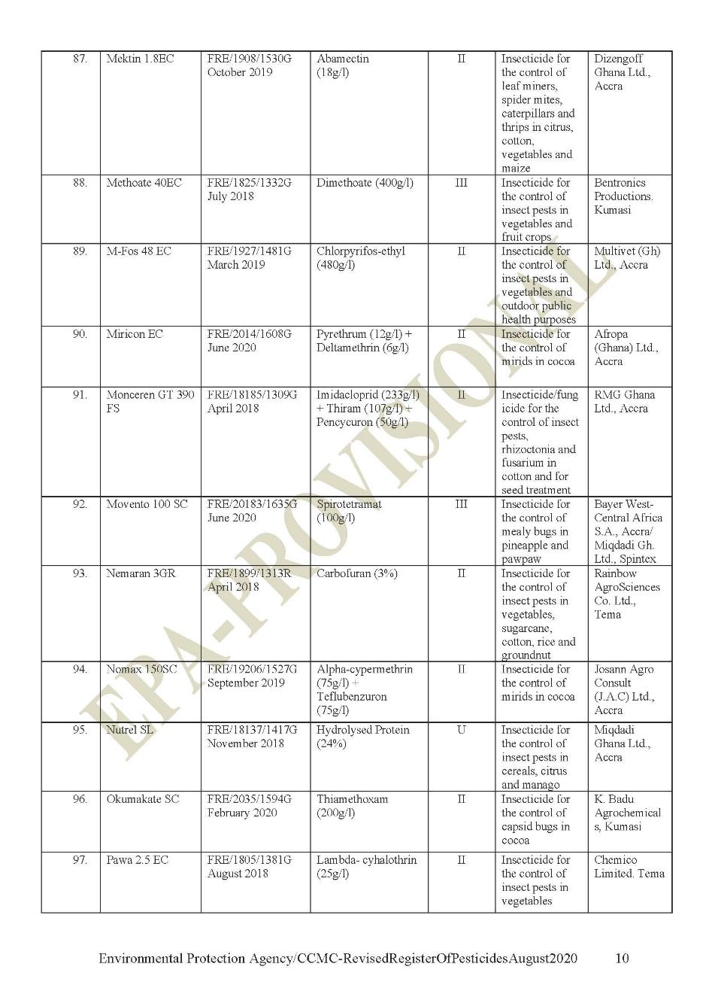 87. Mektin 1.8EC FRE/1908/1530G Abamectin II Insecticide for Dizengoff
October 2019 (18g/l) the control of Ghana Ltd.,
leaf miners, Accra
spider mites,
caterpillars and
thrips in citrus,
cotton,
vegetables and
maize
88. Methoate 40EC FRE/1825/1332G Dimethoate (400g/l) III Insecticide for Bentronics
July 2018 the control of Productions.
insect pests in Kumasi
vegetables and
fruit crops
89. M-Fos 48 EC FRE/1927/1481G Chlorpyrifos-ethyl II Insecticide for Multivet (Gh)
March 2019 (480g/l) the control of Ltd., Accra
insect pests in
vegetables and
outdoor public
health purposes
90. Miricon EC FRE/2014/1608G Pyrethrum (12g/l) + II Insecticide for Afropa
June 2020 Deltamethrin (6g/l) the control of (Ghana) Ltd.,
mirids in cocoa Accra
91. Monceren GT 390 FRE/18185/1309G Imidacloprid (233g/l) II Insecticide/fung RMG Ghana
FS April 2018 + Thiram (107g/l) + icide for the Ltd., Accra
Pencycuron (50g/l) control of insect
pests,
rhizoctonia and
fusarium in
cotton and for
seed treatment
92. Movento 100 SC FRE/20183/1635G Spirotetramat III Insecticide for Bayer West-
June 2020 (100g/l) the control of Central Africa
mealy bugs in S.A., Accra/
pineapple and Miqdadi Gh.
pawpaw Ltd., Spintex
93. Nemaran 3GR FRE/1899/1313R Carbofuran (3%) II Insecticide for Rainbow
April 2018 the control of AgroSciences
insect pests in Co. Ltd.,
vegetables, Tema
sugarcane,
cotton, rice and
groundnut
94. Nomax 150SC FRE/19206/1527G Alpha-cypermethrin II Insecticide for Josann Agro
September 2019 (75g/l) + the control of Consult
Teflubenzuron mirids in cocoa (J.A.C) Ltd.,
(75g/l) Accra
95. Nutrel SL FRE/18137/1417G Hydrolysed Protein U Insecticide for Miqdadi
November 2018 (24%) the control of Ghana Ltd.,
insect pests in Accra
cereals, citrus
and manago
96. Okumakate SC FRE/2035/1594G Thiamethoxam II Insecticide for K. Badu
February 2020 (200g/l) the control of Agrochemical
capsid bugs in s, Kumasi
cocoa
97. Pawa 2.5 EC FRE/1805/1381G Lambda- cyhalothrin II Insecticide for Chemico
August 2018 (25g/l) the control of Limited. Tema
insect pests in
vegetables
EPA-PROVISIONAL
Environmental Protection Agency/CCMC-RevisedRegisterOfPesticidesAugust2020 10